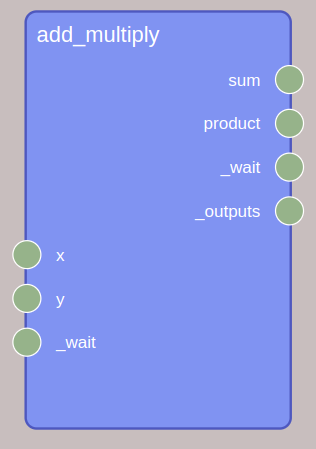 add_multiply
sum
product
_wait
_outputs
x
y
_wait